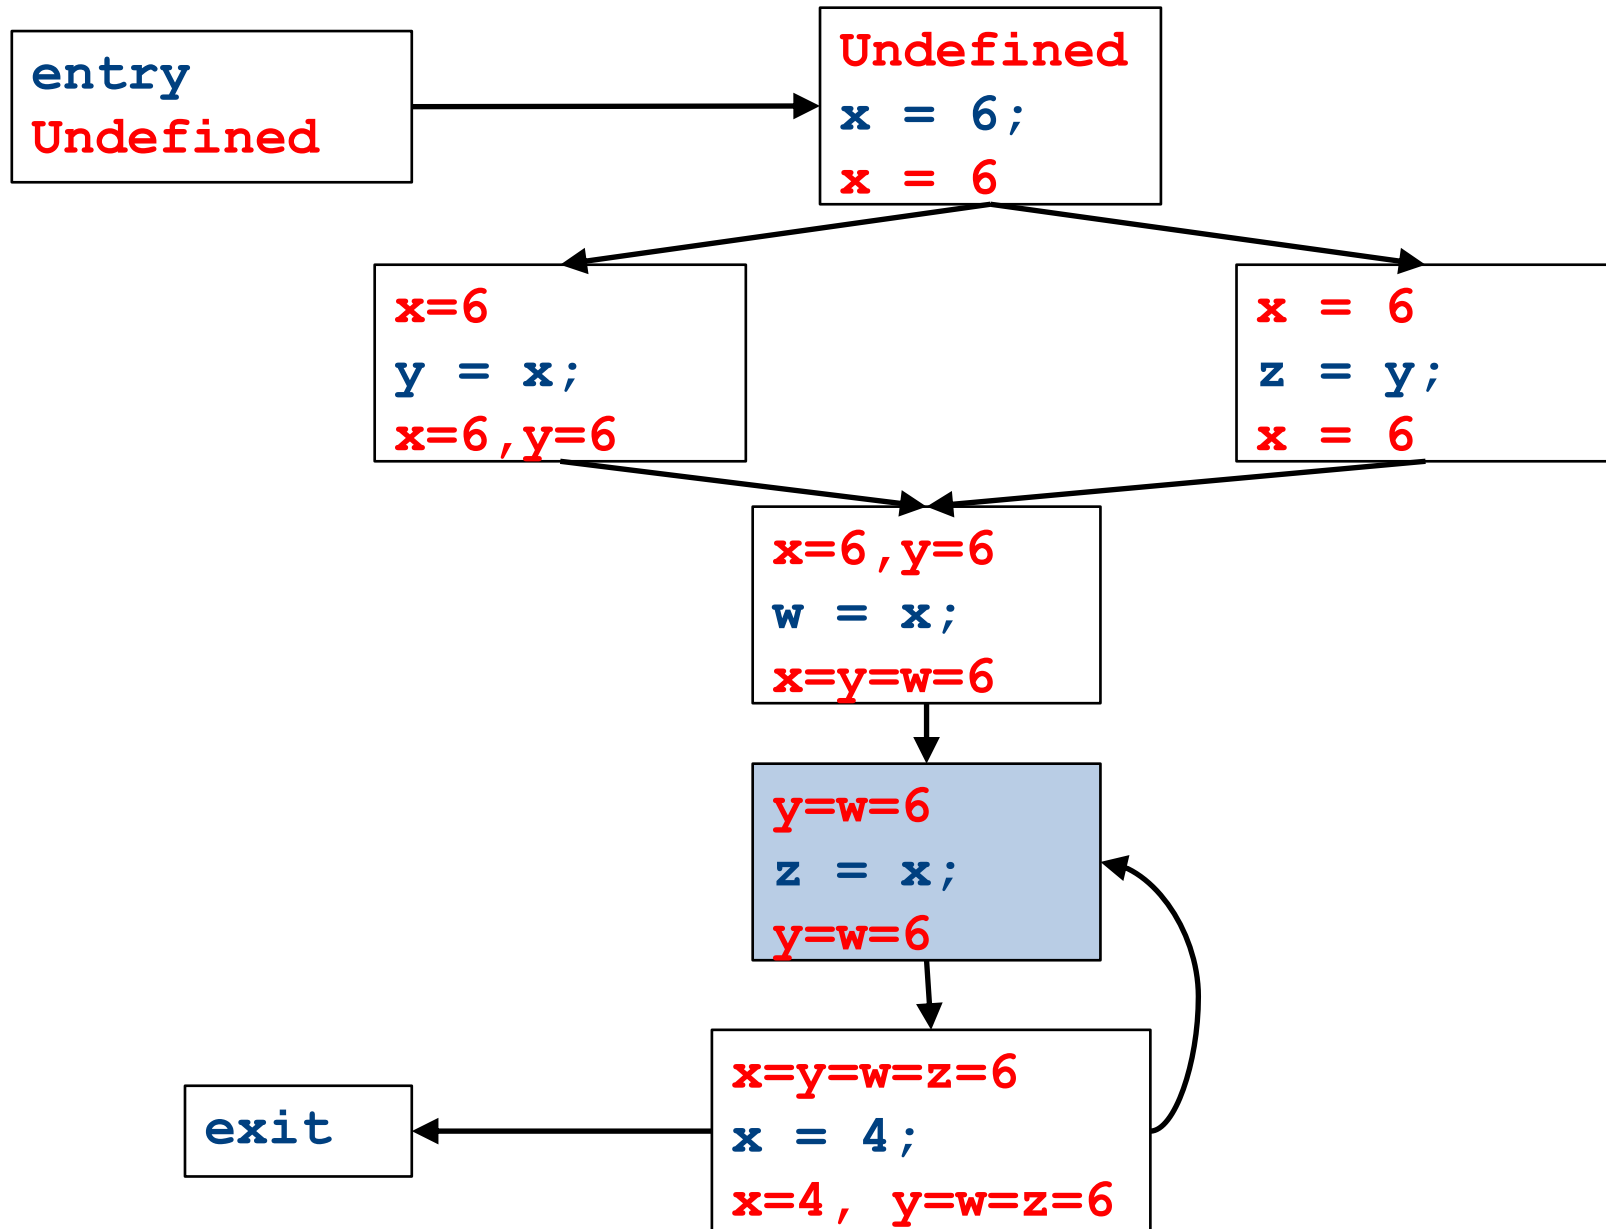 entry
Undefined
Undefined
x = 6;
x = 6
x=6
y = x;
x=6,y=6
x = 6
z = y;
x = 6
x=6,y=6
w = x;
x=y=w=6
y=w=6
z = x;
y=w=6
x=y=w=z=6
x = 4;
x=4, y=w=z=6
exit